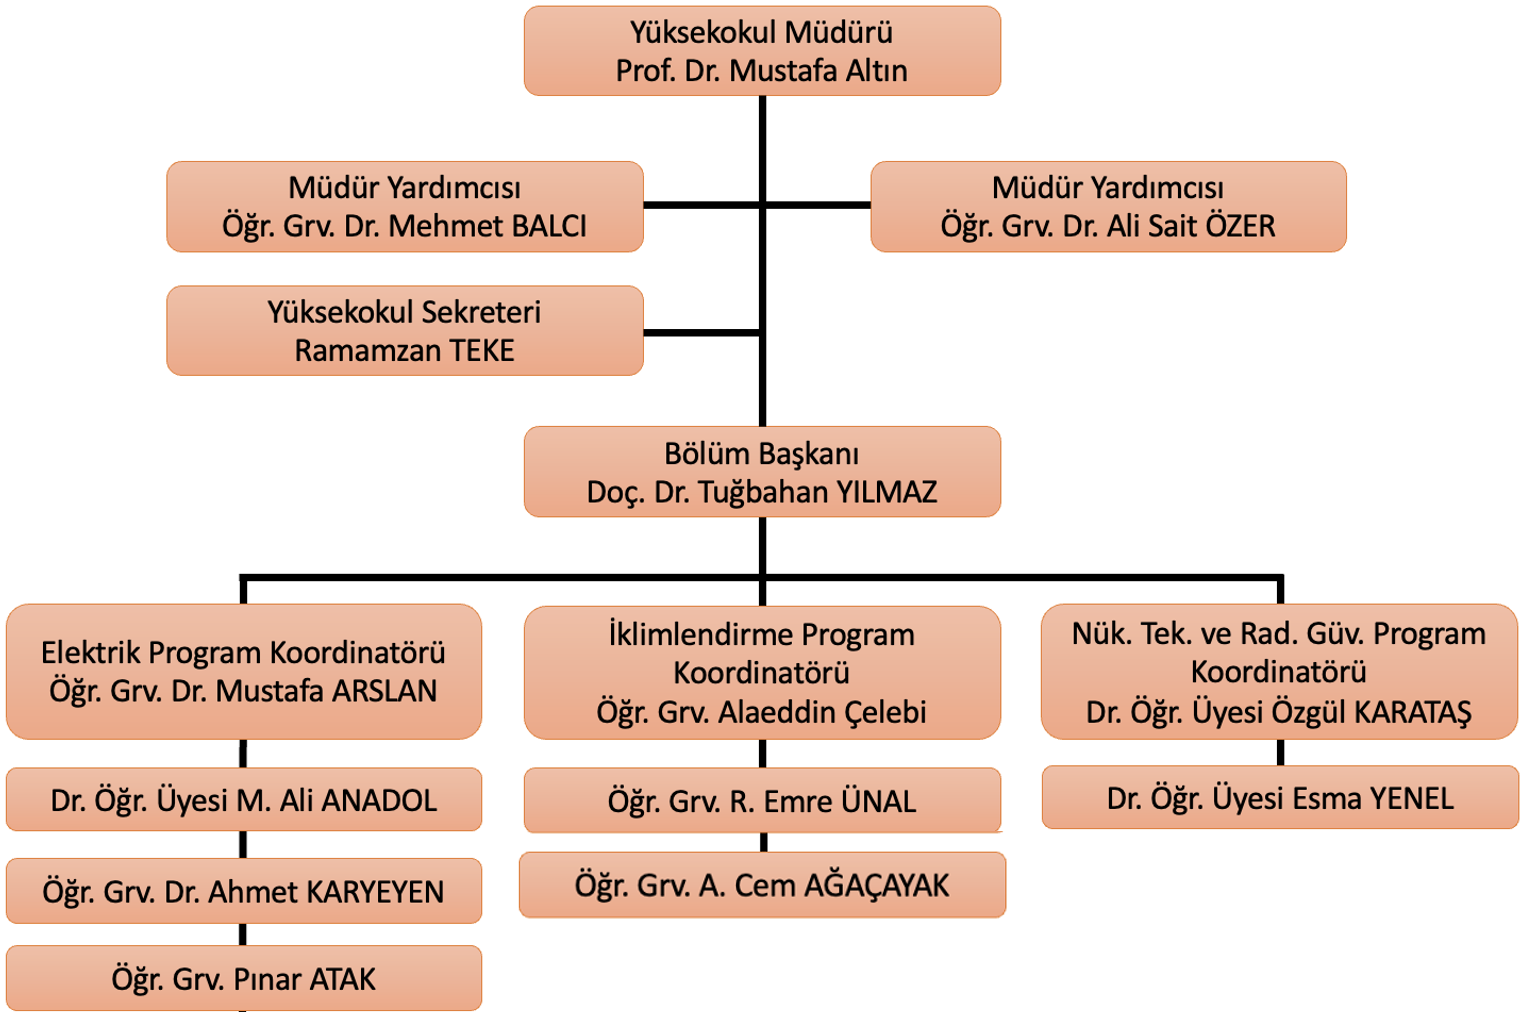 Yüksekokul Müdürü
Prof. Dr. Mustafa Altın
Müdür Yardımcısı
Öğr. Grv. Dr. Mehmet BALCI
Müdür Yardımcısı
Öğr. Grv. Dr. Ali Sait ÖZER
Yüksekokul Sekreteri
Ramamzan TEKE
Bölüm Başkanı
Doç. Dr. Tuğbahan YILMAZ
Elektrik Program Koordinatörü
Öğr. Grv. Dr. Mustafa ARSLAN
Dr. Öğr. Üyesi M. Ali ANADOL
Öğr. Grv. Dr. Ahmet KARYEYEN
Öğr. Grv. Pınar ATAK
İklimlendirme Program
Koordinatörü
Öğr. Grv. Alaeddin Çelebi
Öğr. Grv. R. Emre ÜNAL
Öğr. Grv. A. Cem AĞAÇAYAK
Nük. Tek. ve Rad. Güv. Program
Koordinatörü
Dr. Öğr. Üyesi Özgül KARATAŞ
Dr. Öğr. Üyesi Esma YENEL